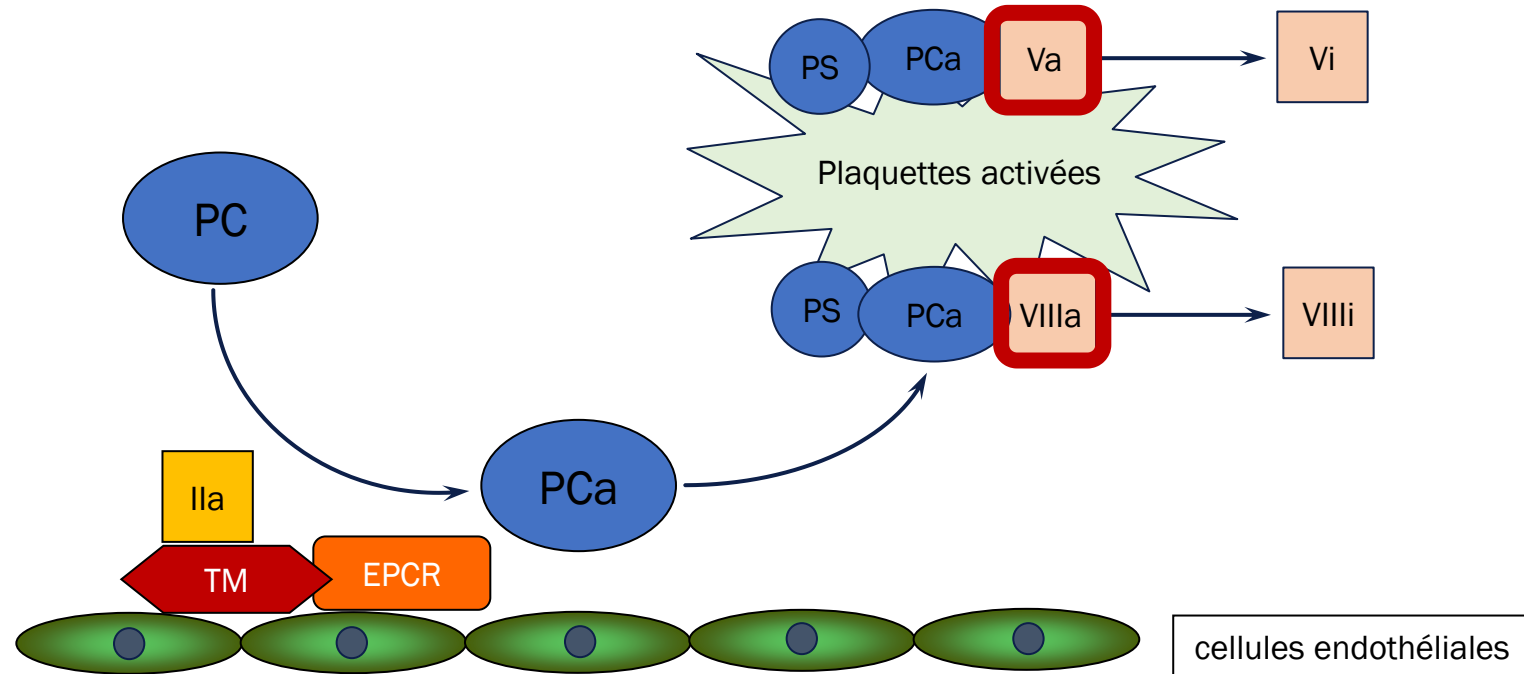 PS
PCa
Va
Vi
Plaquettes activées
PC
PS
PCa
VIIIa
VIIIi
PCa
IIa
TM
EPCR
cellules endothéliales